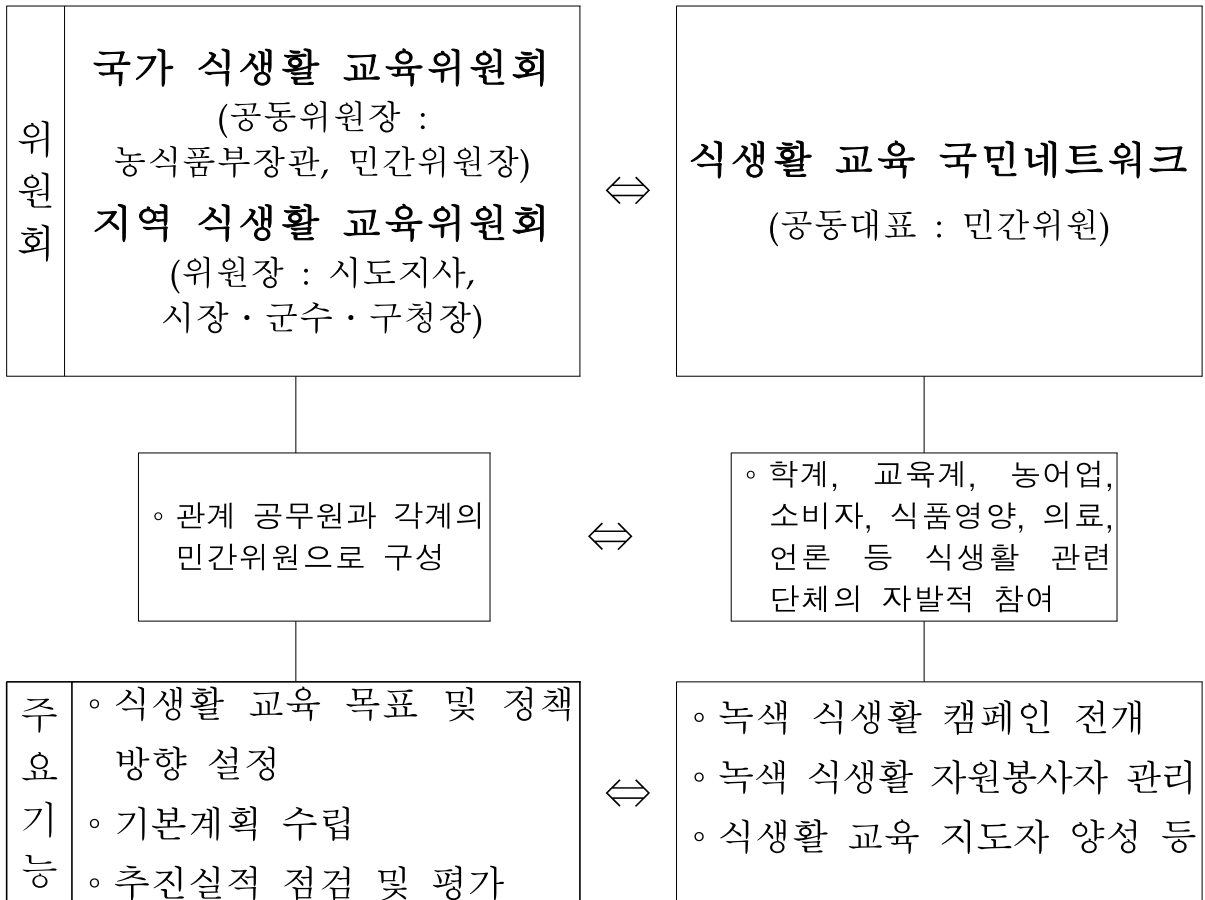 위
원
회
국가 식생활 교육위원회
(공동위원장 :
농식품부장관, 민간위원장)
지역 식생활 교육위원회
(위원장 : 시도지사,
시장・군수・구청장)
⇔
식생활 교육 국민네트워크
(공동대표 : 민간위원)
◦ 관계 공무원과 각계의
민간위원으로 구성
⇔
◦ 학계, 교육계, 농어업,
소비자, 식품영양, 의료,
언론 등 식생활 관련
단체의 자발적 참여
주
요
기
능
◦ 식생활 교육 목표 및 정책
방향 설정
◦ 기본계획 수립
◦ 추진실적 점검 및 평가
⇔
◦ 녹색 식생활 캠페인 전개
◦ 녹색 식생활 자원봉사자 관리
◦ 식생활 교육 지도자 양성 등